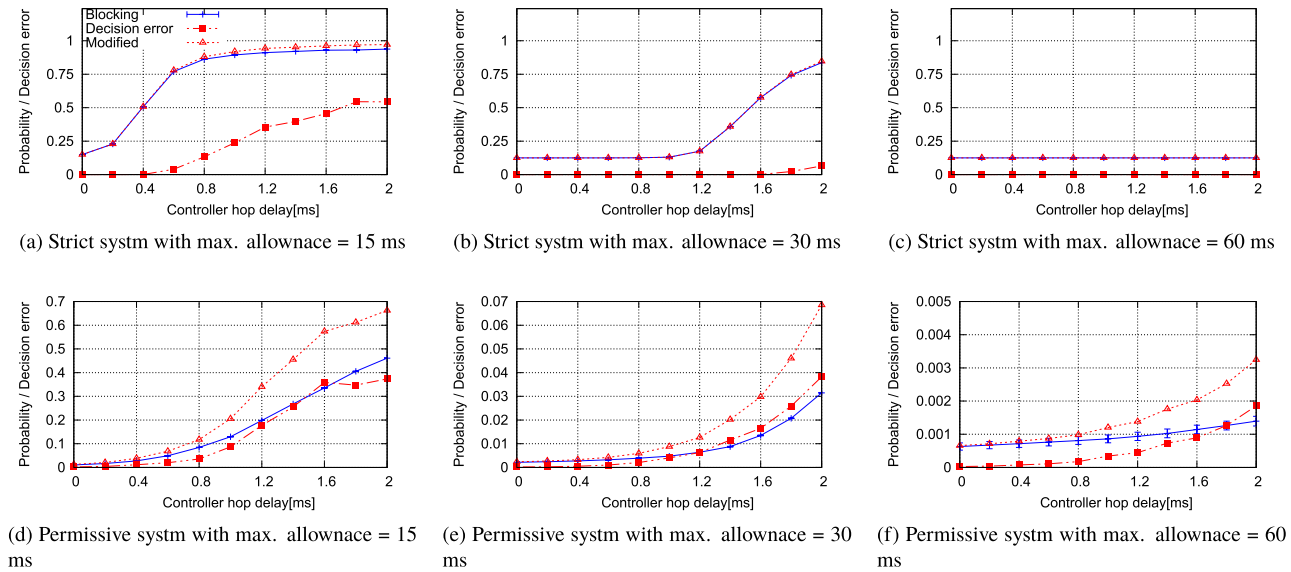 Blocking
Decision error
Modified
Probability / Decision error
1
0.75
0.5
0.25
0
0 0.4 0.8 1.2 1.6 2
Controller hop delay[ms]
(a) Strict systm with max. allownace = 15 ms
Probability / Decision error
1
0.75
0.5
0.25
0
0 0.4 0.8 1.2 1.6 2
Controller hop delay[ms]
(b) Strict systm with max. allownace = 30 ms
Probability / Decision error
1
0.75
0.5
0.25
0
0 0.4 0.8 1.2 1.6 2
Controller hop delay[ms]
(c) Strict systm with max. allownace = 60 ms
Probability / Decision error
0.7
0.6
0.5
0.4
0.3
0.2
0.1
0
0 0.4 0.8 1.2 1.6 2
Controller hop delay[ms]
(d) Permissive systm with max. allownace = 15
ms
Probability / Decision error
0.07
0.06
0.05
0.04
0.03
0.02
0.01
0
0 0.4 0.8 1.2 1.6 2
Controller hop delay[ms]
(e) Permissive systm with max. allownace = 30
ms
Probability / Decision error
0.005
0.004
0.003
0.002
0.001
0
0 0.4 0.8 1.2 1.6 2
Controller hop delay[ms]
(f) Permissive systm with max. allownace = 60
ms